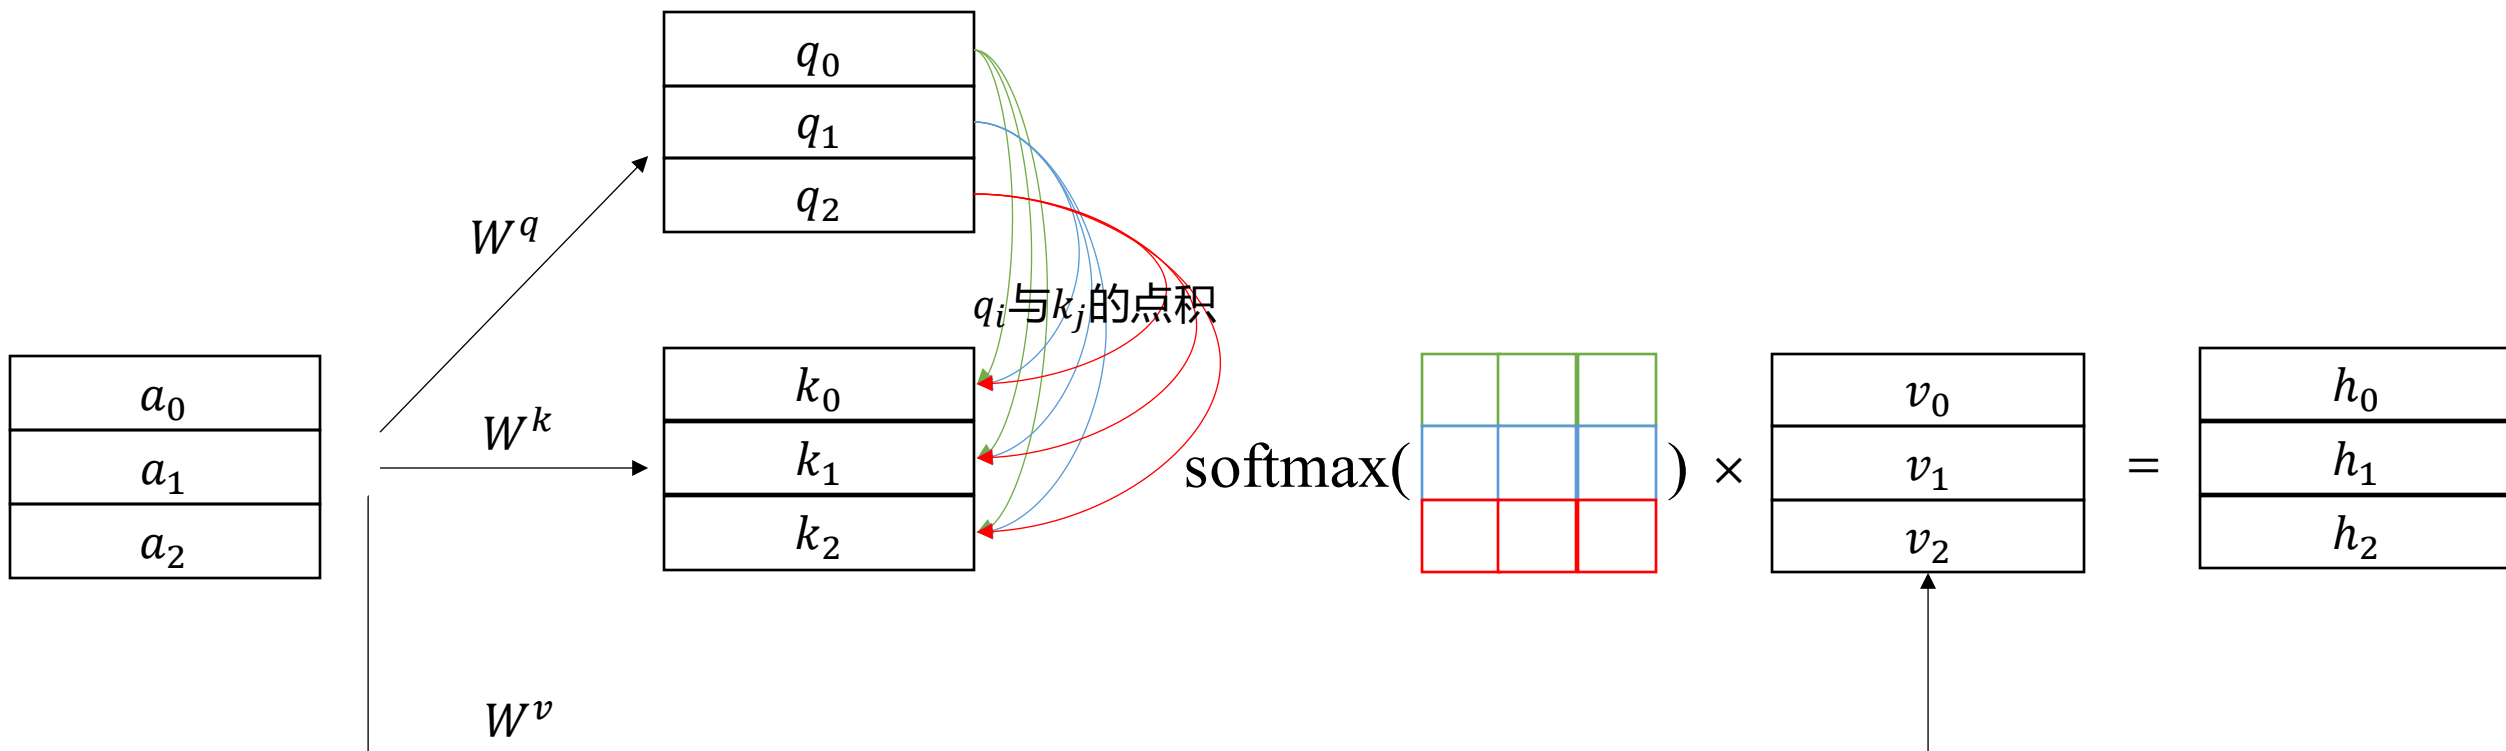 q₀
q₁
q₂
W^q
qᵢ与kⱼ的点积
a₀
a₁
a₂
W^k
k₀
k₁
k₂
softmax( ) ×
v₀
v₁
v₂
=
h₀
h₁
h₂
W^v